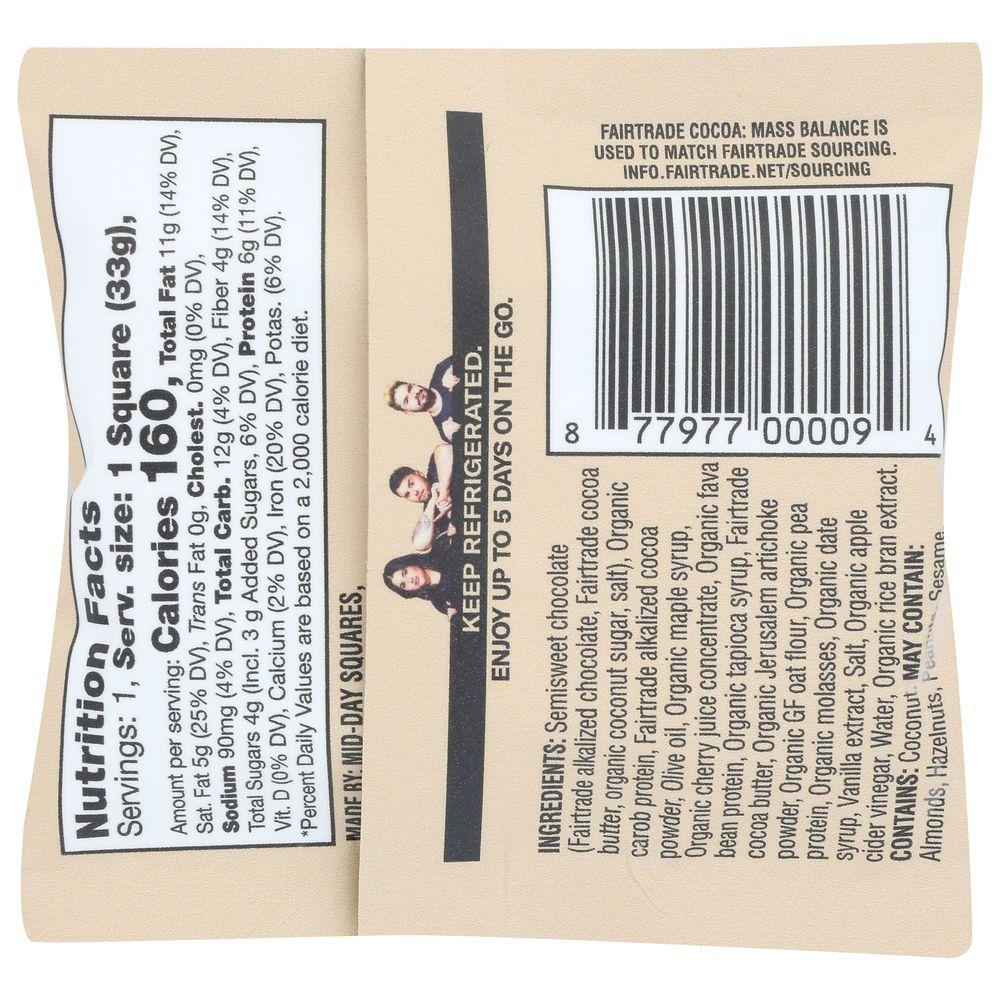 Nutrition Facts
Servings: 1, Serv. size: 1 Square (33g),
Amount per serving: Calories 160, Total Fat 11g (14% DV),
Sat. Fat 5g (25% DV), Trans Fat 0g, Cholest. 0mg (0% DV),
Sodium 90mg (4% DV), Total Carb. 12g (4% DV), Fiber 4g (14% DV),
Total Sugars 4g (Incl. 3 g Added Sugars, 6% DV), Protein 6g (11% DV),
Vit. D (0% DV), Calcium (2% DV), Iron (20% DV), Potas. (6% DV).
*Percent Daily Values are based on a 2,000 calorie diet.
MADE BY: MID-DAY SQUARES,
KEEP REFRIGERATED.
ENJOY UP TO 5 DAYS ON THE GO.
FAIRTRADE COCOA: MASS BALANCE IS
USED TO MATCH FAIRTRADE SOURCING.
INFO.FAIRTRADE.NET/SOURCING
8 77977 00009 4
INGREDIENTS: Semisweet chocolate
(Fairtrade alkalized chocolate, Fairtrade cocoa
butter, organic coconut sugar, salt), Organic
carob protein, Fairtrade alkalized cocoa
powder, Olive oil, Organic maple syrup,
Organic cherry juice concentrate, Organic fava
bean protein, Organic tapioca syrup, Fairtrade
cocoa butter, Organic Jerusalem artichoke
powder, Organic GF oat flour, Organic pea
protein, Organic molasses, Organic date
syrup, Vanilla extract, Salt, Organic apple
cider vinegar, Water, Organic rice bran extract.
CONTAINS: Coconut. MAY CONTAIN:
Almonds, Hazelnuts, Peanuts, Sesame